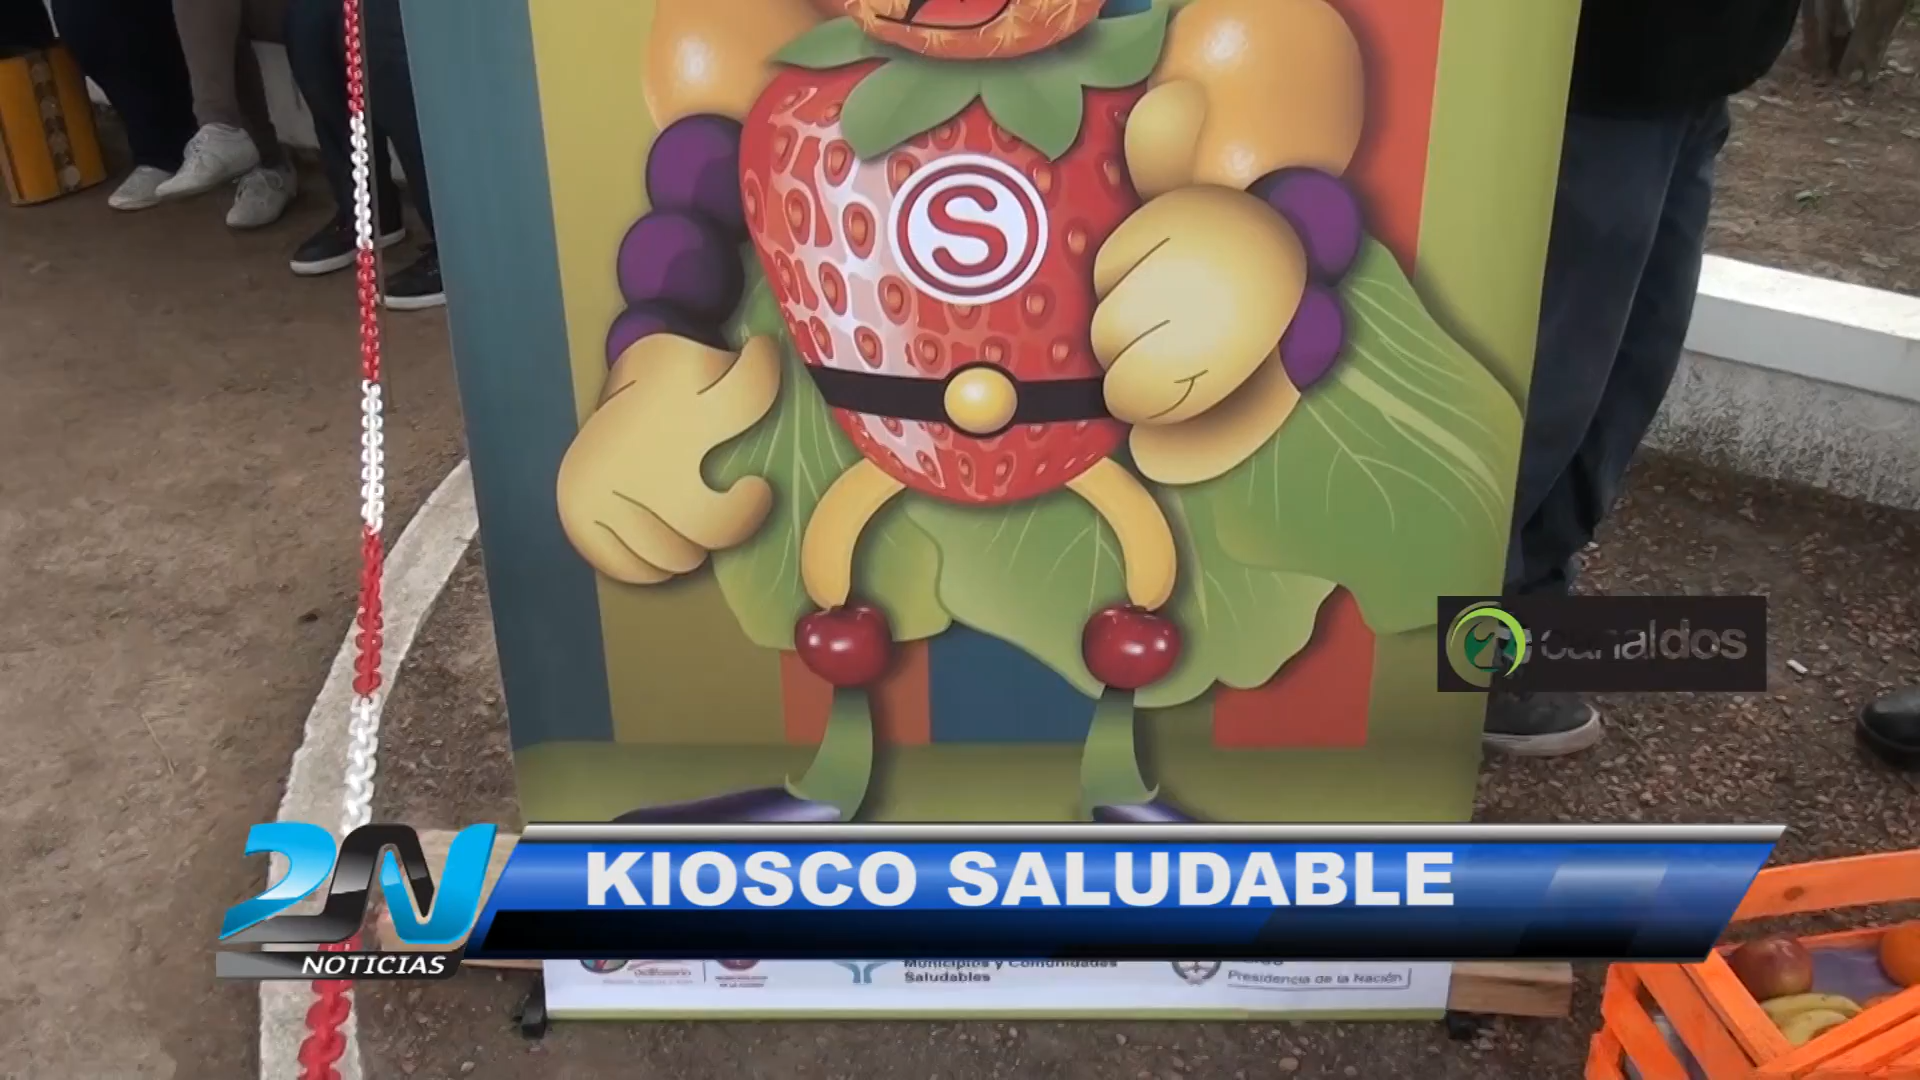 S
canaldos
KIOSCO SALUDABLE
2N
NOTICIAS
Municipios y Comunidades
Saludables
Presidencia de la Nación